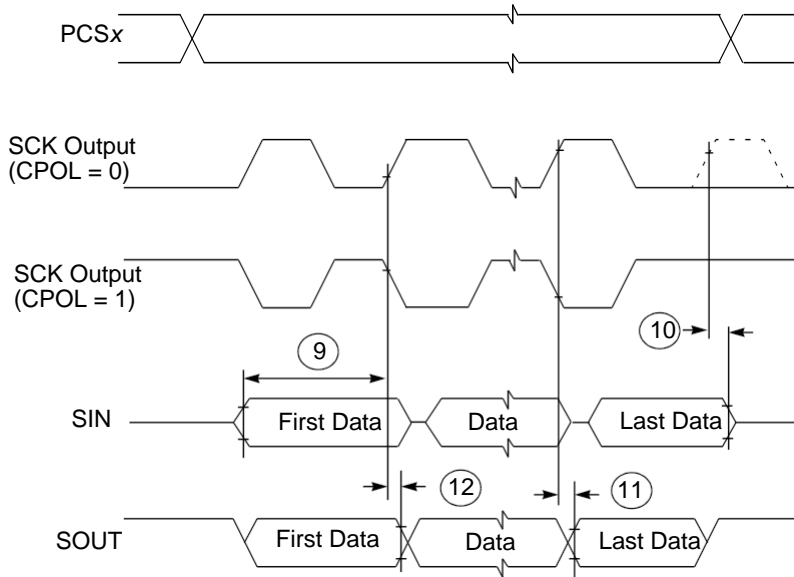 PCSx
SCK Output
(CPOL = 0)
SCK Output
(CPOL = 1)
10
9
SIN
First Data
Data
Last Data
12
11
SOUT
First Data
Data
Last Data